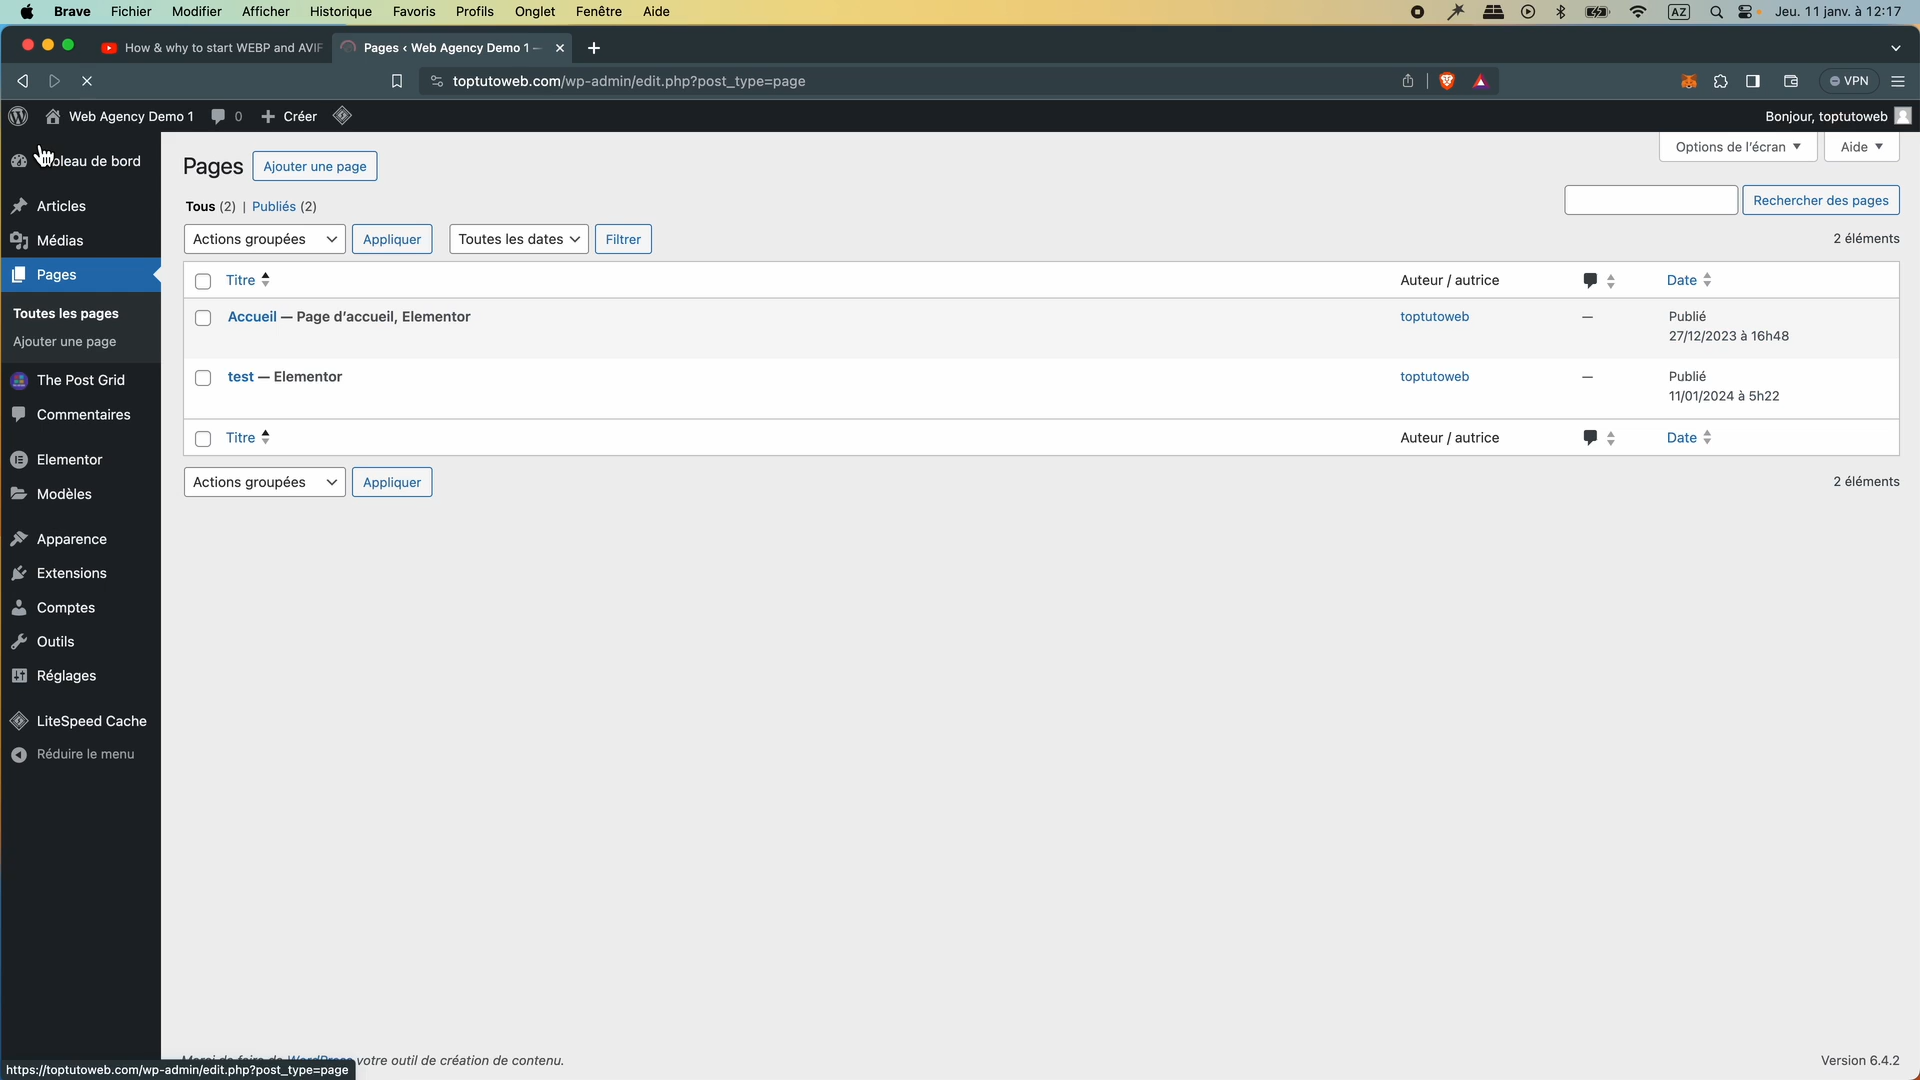 Brave Fichier Modifier Afficher Historique Favoris Profils Onglet Fenêtre Aide AZ Jeu. 11 janv. à 12:17
How & why to start WEBP and AVIF Pages ‹ Web Agency Demo 1 —
toptutoweb.com/wp-admin/edit.php?post_type=page VPN
Web Agency Demo 1 0 Créer Bonjour, toptutoweb
bleau de bord
Articles
Médias
Pages
Toutes les pages
Ajouter une page
The Post Grid
Commentaires
Elementor
Modèles
Apparence
Extensions
Comptes
Outils
Réglages
LiteSpeed Cache
Réduire le menu
Options de l'écran Aide
Pages Ajouter une page
Tous (2) | Publiés (2)
Rechercher des pages
Actions groupées Appliquer Toutes les dates Filtrer 2 éléments
Titre Auteur / autrice Date
Accueil — Page d'accueil, Elementor toptutoweb — Publié
27/12/2023 à 16h48
test — Elementor toptutoweb — Publié
11/01/2024 à 5h22
Titre Auteur / autrice Date
Actions groupées Appliquer 2 éléments
Merci de faire de WordPress votre outil de création de contenu. Version 6.4.2
https://toptutoweb.com/wp-admin/edit.php?post_type=page